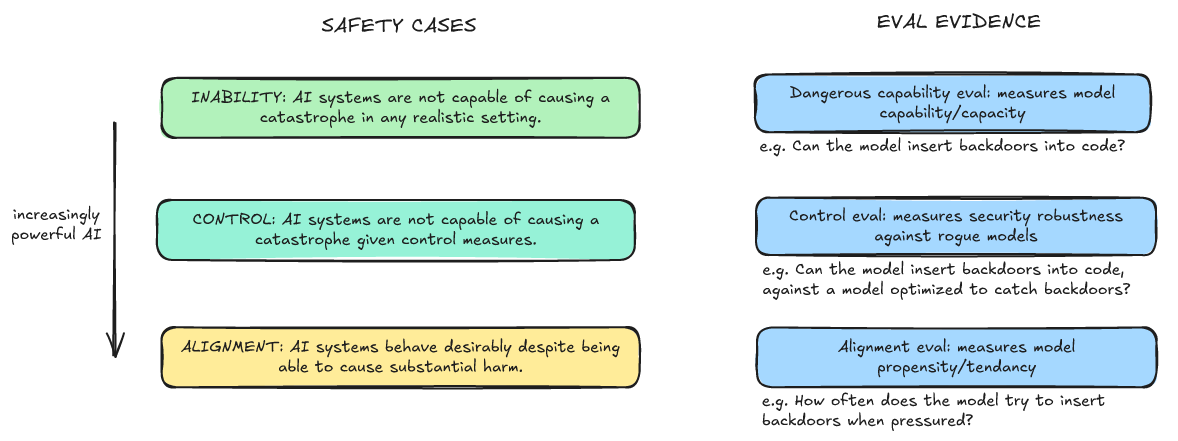 SAFETY CASES
EVAL EVIDENCE
INABILITY: AI systems are not capable of causing a
catastrophe in any realistic setting.
Dangerous capability eval: measures model
capability/capacity
e.g. Can the model insert backdoors into code?
increasingly
powerful AI
CONTROL: AI systems are not capable of causing a
catastrophe given control measures.
Control eval: measures security robustness
against rogue models
e.g. Can the model insert backdoors into code,
against a model optimized to catch backdoors?
ALIGNMENT: AI systems behave desirably despite being
able to cause substantial harm.
Alignment eval: measures model
propensity/tendancy
e.g. How often does the model try to insert
backdoors when pressured?